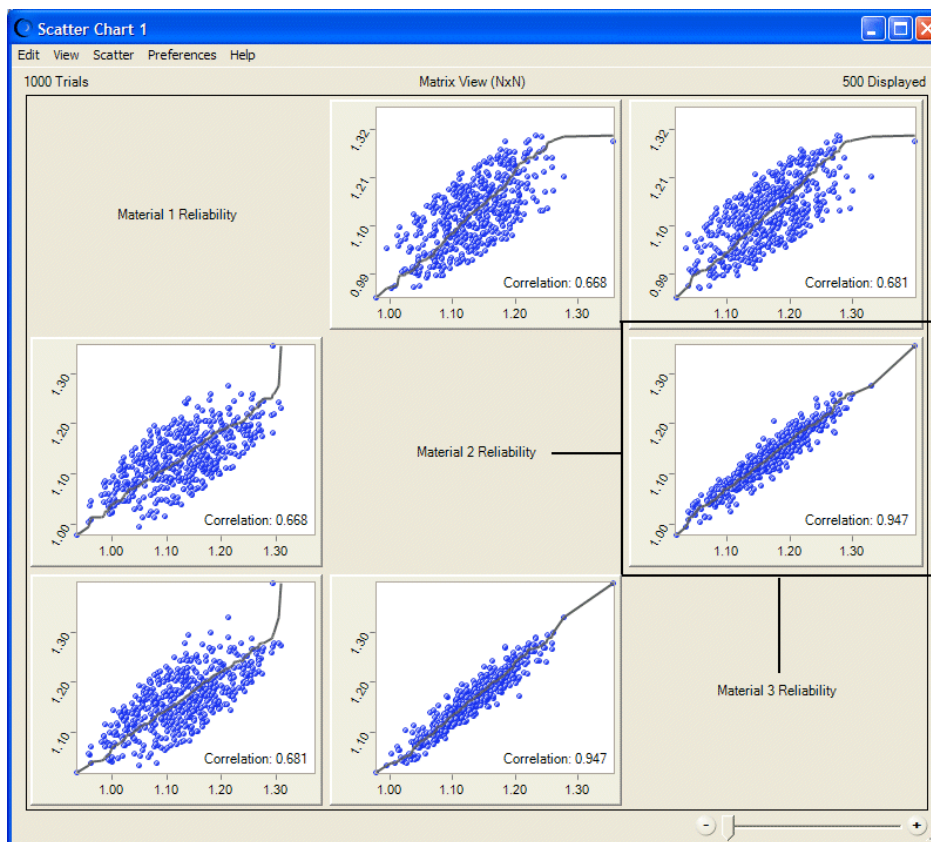 Scatter Chart 1
Edit View Scatter Preferences Help
1000 Trials Matrix View (NxN) 500 Displayed
Material 1 Reliability
1.32
1.21
1.10
0.99
Correlation: 0.668
1.00 1.10 1.20 1.30
1.32
1.21
1.10
0.99
Correlation: 0.681
1.10 1.20 1.30
1.30
1.20
1.10
1.00
Correlation: 0.668
1.00 1.10 1.20 1.30
Material 2 Reliability
1.30
1.20
1.10
1.00
Correlation: 0.947
1.10 1.20 1.30
1.30
1.20
1.10
Correlation: 0.681
1.00 1.10 1.20 1.30
1.30
1.20
1.10
Correlation: 0.947
1.00 1.10 1.20 1.30
Material 3 Reliability